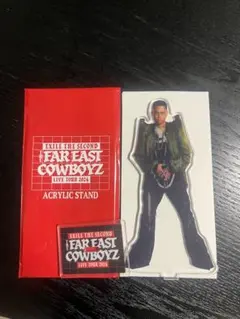 EXILE THE SECOND
FAR EAST
COWBOYZ
LIVE TOUR 2024
ACRYLIC STAND
EXILE THE SECOND
FAR EAST
COWBOYZ
LIVE TOUR 2024